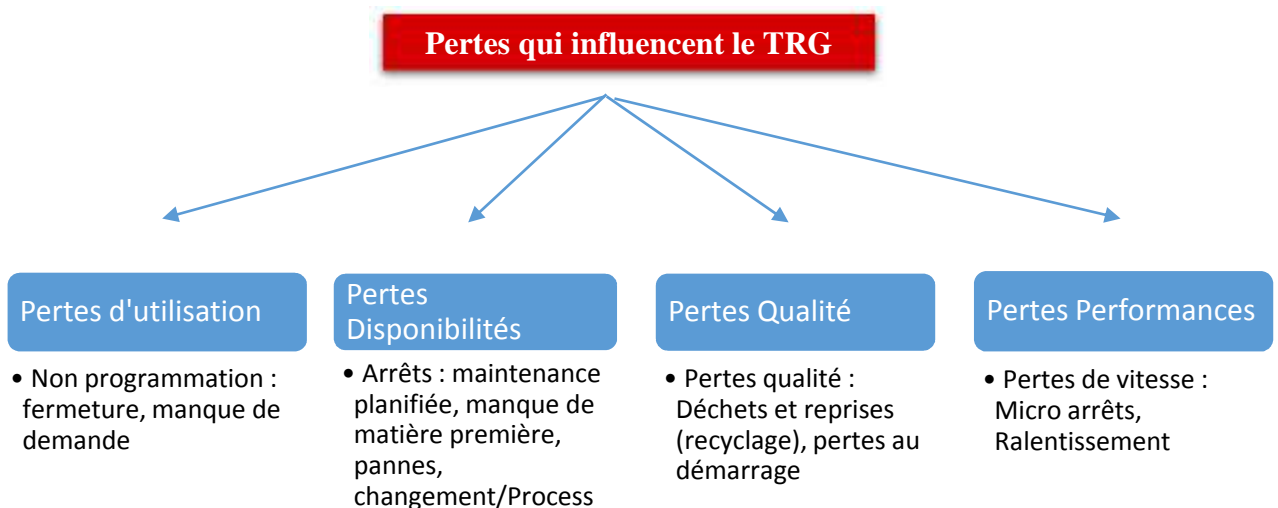 Pertes qui influencent le TRG
Pertes d'utilisation
• Non programmation :
fermeture, manque de
demande
Pertes
Disponibilités
• Arrêts : maintenance
planifiée, manque de
matière première,
pannes,
changement/Process
Pertes Qualité
• Pertes qualité :
Déchets et reprises
(recyclage), pertes au
démarrage
Pertes Performances
• Pertes de vitesse :
Micro arrêts,
Ralentissement